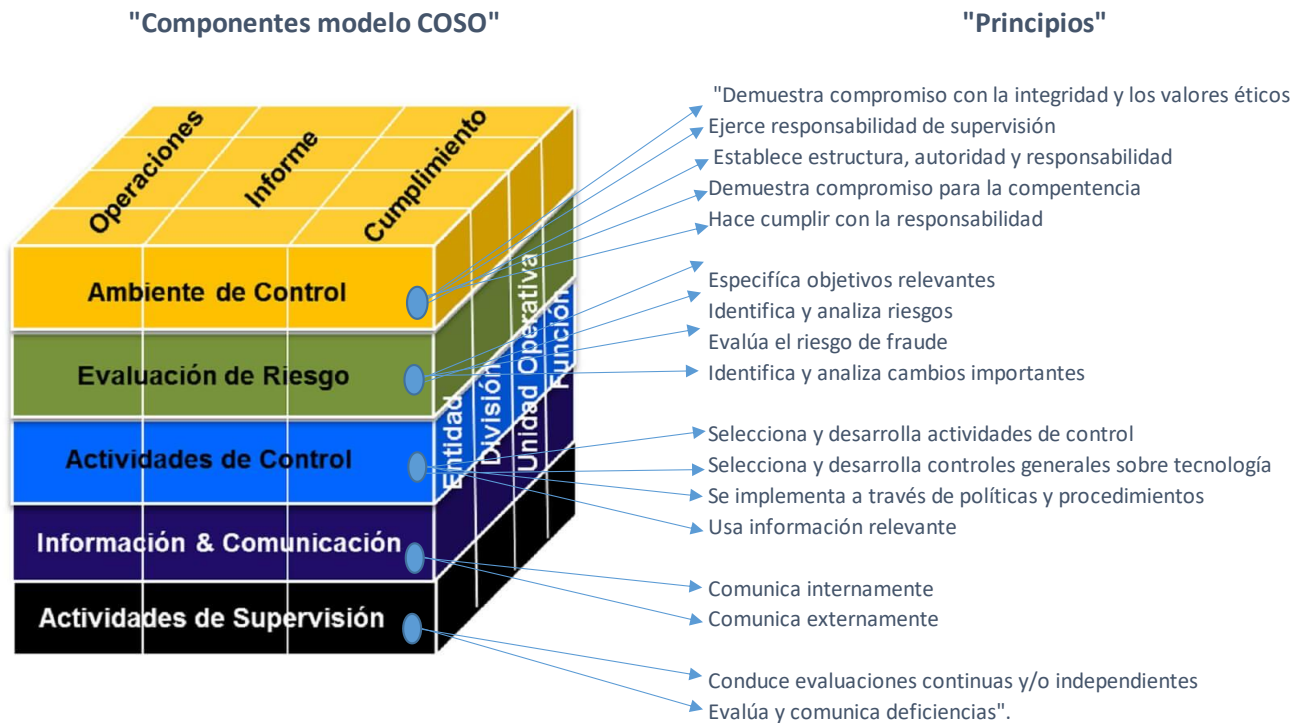 "Componentes modelo COSO"
"Principios"
Operaciones
Informe
Cumplimiento
Ambiente de Control
Evaluación de Riesgo
Actividades de Control
Información & Comunicación
Actividades de Supervisión
Entidad
División
Unidad Operativa
Función
"Demuestra compromiso con la integridad y los valores éticos
Ejerce responsabilidad de supervisión
Establece estructura, autoridad y responsabilidad
Demuestra compromiso para la compentencia
Hace cumplir con la responsabilidad
Especifíca objetivos relevantes
Identifica y analiza riesgos
Evalúa el riesgo de fraude
Identifica y analiza cambios importantes
Selecciona y desarrolla actividades de control
Selecciona y desarrolla controles generales sobre tecnología
Se implementa a través de políticas y procedimientos
Usa información relevante
Comunica internamente
Comunica externamente
Conduce evaluaciones continuas y/o independientes
Evalúa y comunica deficiencias".